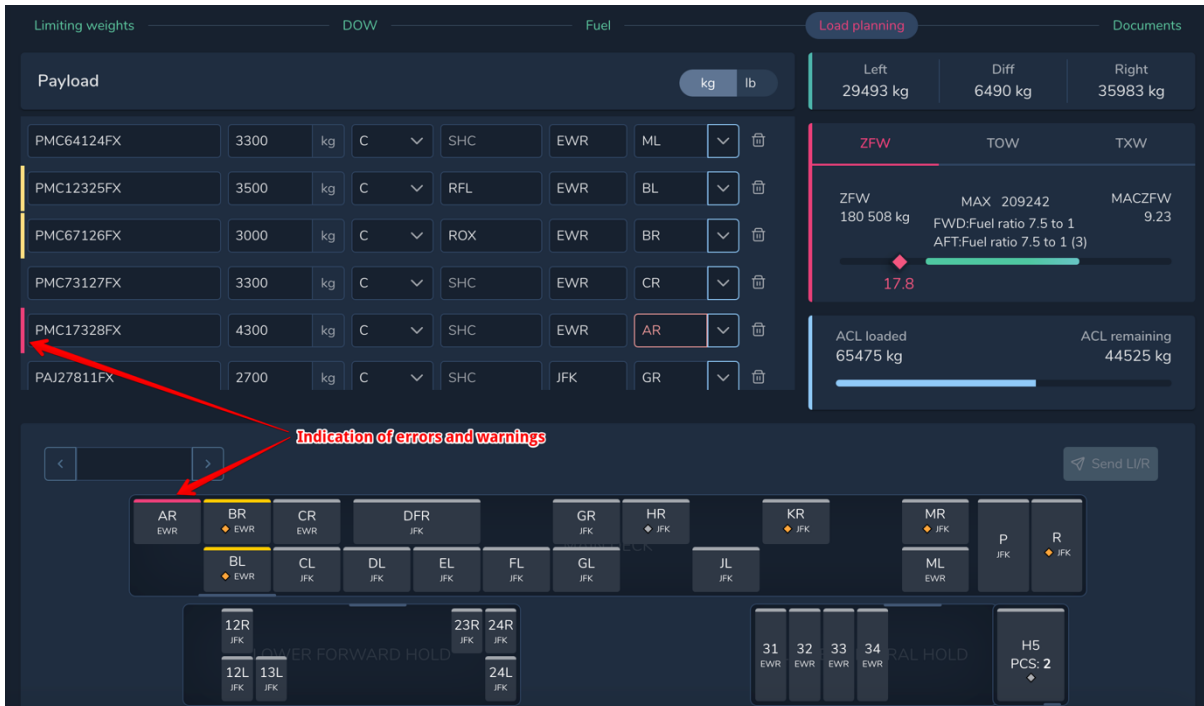 Limiting weights DOW Fuel Load planning Documents
Payload kg lb
PMC64124FX 3300 kg C SHC EWR ML
PMC12325FX 3500 kg C RFL EWR BL
PMC67126FX 3000 kg C ROX EWR BR
PMC73127FX 3300 kg C SHC EWR CR
PMC17328FX 4300 kg C SHC EWR AR
PAJ27811FX 2700 kg C SHC JFK GR
Left Diff Right
29493 kg 6490 kg 35983 kg
ZFW TOW TXW
ZFW MAX 209242 MACZFW
180 508 kg FWD:Fuel ratio 7.5 to 1 9.23
AFT:Fuel ratio 7.5 to 1 (3)
17.8
ACL loaded ACL remaining
65475 kg 44525 kg
Indication of errors and warnings
Send LI/R
AR BR CR DFR GR HR KR MR
EWR EWR EWR JFK JFK JFK JFK JFK
P R
JFK JFK
BL CL DL EL FL GL JL ML
EWR JFK JFK JFK JFK JFK JFK EWR
12R 23R 24R
JFK JFK JFK
LOWER FORWARD HOLD
12L 13L 24L
JFK JFK JFK
31 32 33 34
EWR EWR EWR EWR
H5
PCS: 2